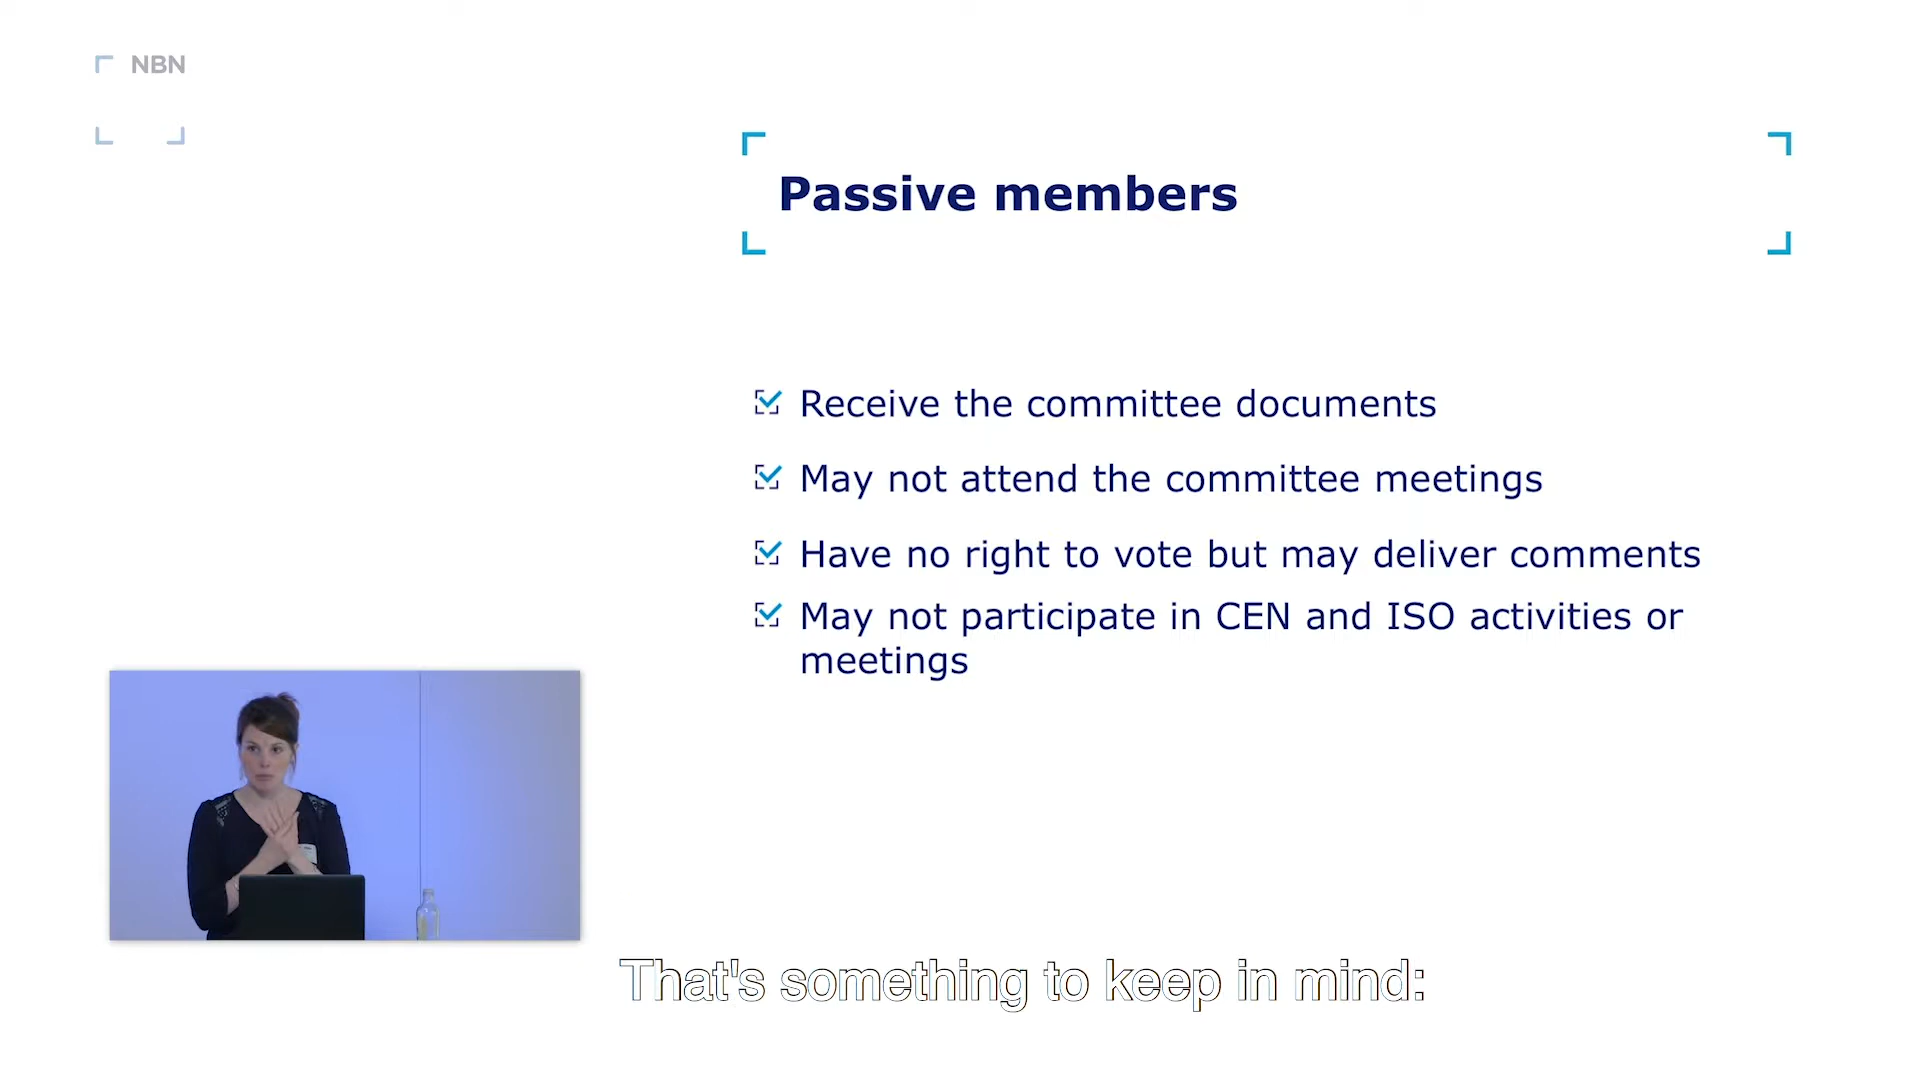 NBN
Passive members
Receive the committee documents
May not attend the committee meetings
Have no right to vote but may deliver comments
May not participate in CEN and ISO activities or
meetings
That's something to keep in mind: